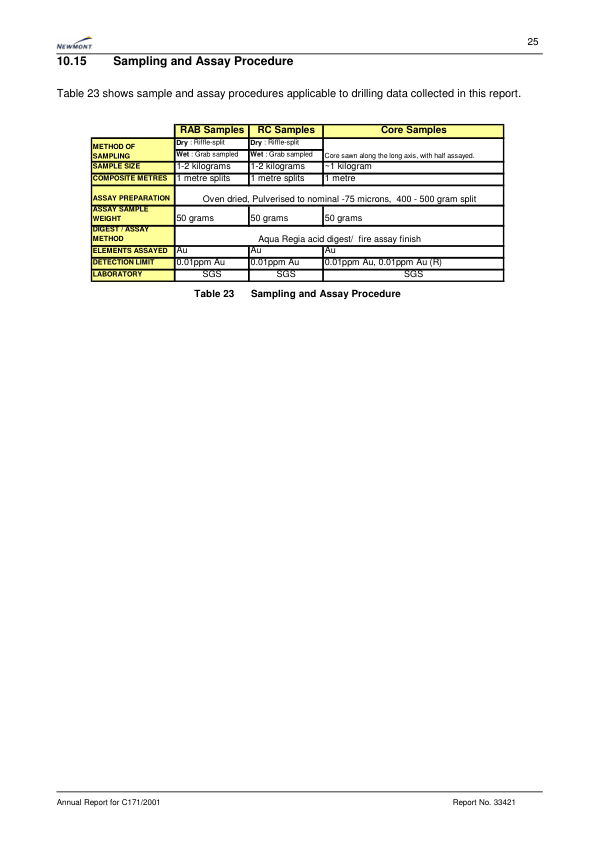 NEWMONT
25
10.15 Sampling and Assay Procedure
Table 23 shows sample and assay procedures applicable to drilling data collected in this report.
RAB Samples RC Samples Core Samples
METHOD OF SAMPLING Dry : Riffle-split Dry : Riffle-split
Wet : Grab sampled Wet : Grab sampled Core sawn along the long axis, with half assayed.
SAMPLE SIZE 1-2 kilograms 1-2 kilograms ~1 kilogram
COMPOSITE METRES 1 metre splits 1 metre splits 1 metre
ASSAY PREPARATION Oven dried, Pulverised to nominal -75 microns, 400 - 500 gram split
ASSAY SAMPLE WEIGHT 50 grams 50 grams 50 grams
DIGEST / ASSAY METHOD Aqua Regia acid digest/ fire assay finish
ELEMENTS ASSAYED Au Au Au
DETECTION LIMIT 0.01ppm Au 0.01ppm Au 0.01ppm Au, 0.01ppm Au (R)
LABORATORY SGS SGS SGS
Table 23 Sampling and Assay Procedure
Annual Report for C171/2001 Report No. 33421